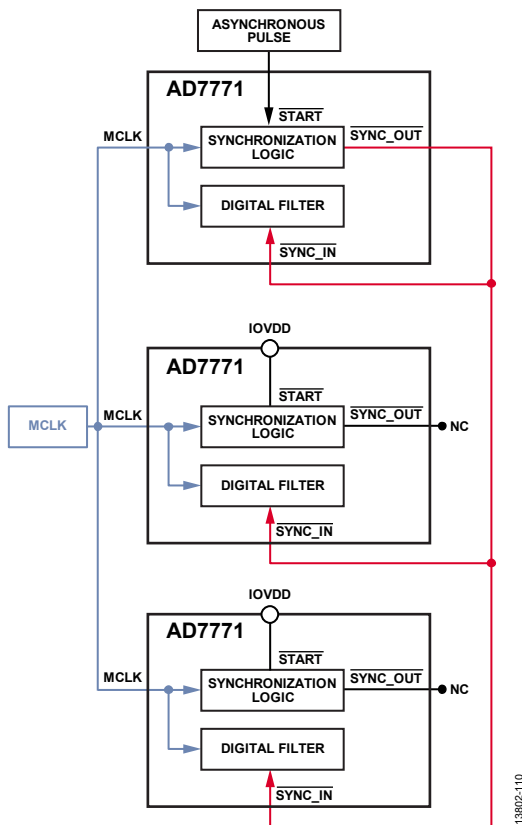 ASYNCHRONOUS
PULSE
AD7771
START
MCLK
SYNCHRONIZATION
LOGIC
SYNC_OUT
DIGITAL FILTER
SYNC_IN
IOVDD
AD7771
START
MCLK
MCLK
SYNCHRONIZATION
LOGIC
SYNC_OUT
NC
DIGITAL FILTER
SYNC_IN
IOVDD
AD7771
START
MCLK
SYNCHRONIZATION
LOGIC
SYNC_OUT
NC
DIGITAL FILTER
SYNC_IN
13802-110